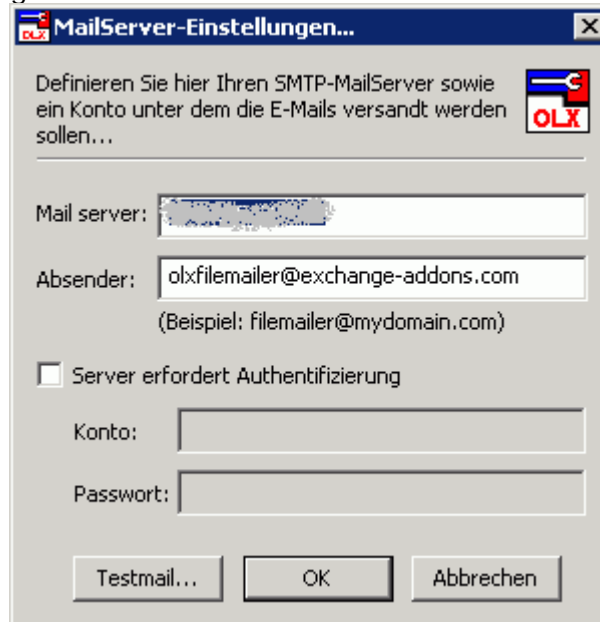 MailServer-Einstellungen...
Definieren Sie hier Ihren SMTP-MailServer sowie
ein Konto unter dem die E-Mails versandt werden
sollen...
OLX
Mail server:
Absender: olxfilemailer@exchange-addons.com
(Beispiel: filemailer@mydomain.com)
Server erfordert Authentifizierung
Konto:
Passwort:
Testmail... OK Abbrechen